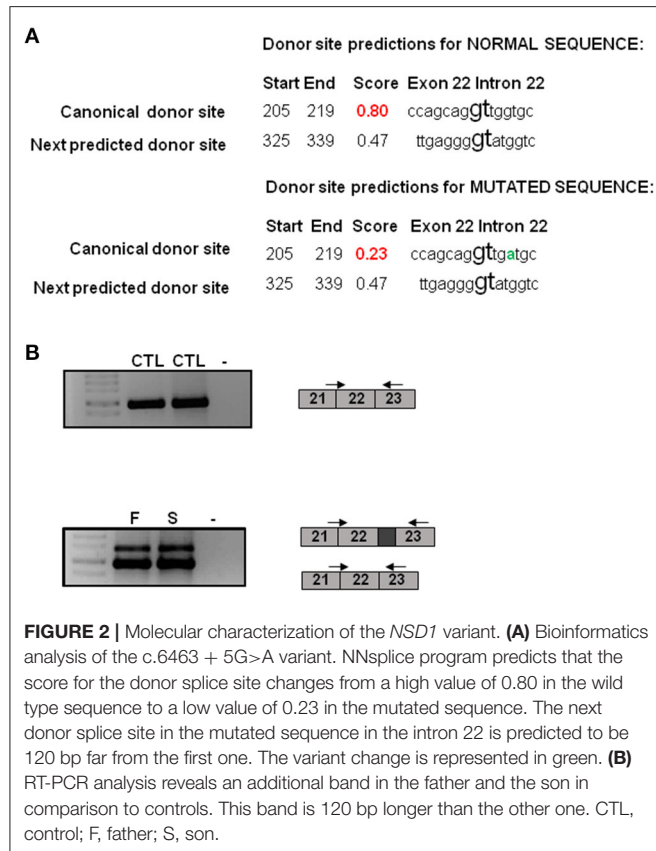 A
Donor site predictions for NORMAL SEQUENCE:
Start End Score Exon 22 Intron 22
Canonical donor site 205 219 0.80 ccagcaggttggtgc
Next predicted donor site 325 339 0.47 ttgaggggtatggtc
Donor site predictions for MUTATED SEQUENCE:
Start End Score Exon 22 Intron 22
Canonical donor site 205 219 0.23 ccagcaggttgatgc
Next predicted donor site 325 339 0.47 ttgaggggtatggtc
B
CTL CTL -
21 22 23
F S -
21 22 23
21 22 23
FIGURE 2 | Molecular characterization of the NSD1 variant. (A) Bioinformatics
analysis of the c.6463 + 5G>A variant. NNsplice program predicts that the
score for the donor splice site changes from a high value of 0.80 in the wild
type sequence to a low value of 0.23 in the mutated sequence. The next
donor splice site in the mutated sequence in the intron 22 is predicted to be
120 bp far from the first one. The variant change is represented in green. (B)
RT-PCR analysis reveals an additional band in the father and the son in
comparison to controls. This band is 120 bp longer than the other one. CTL,
control; F, father; S, son.